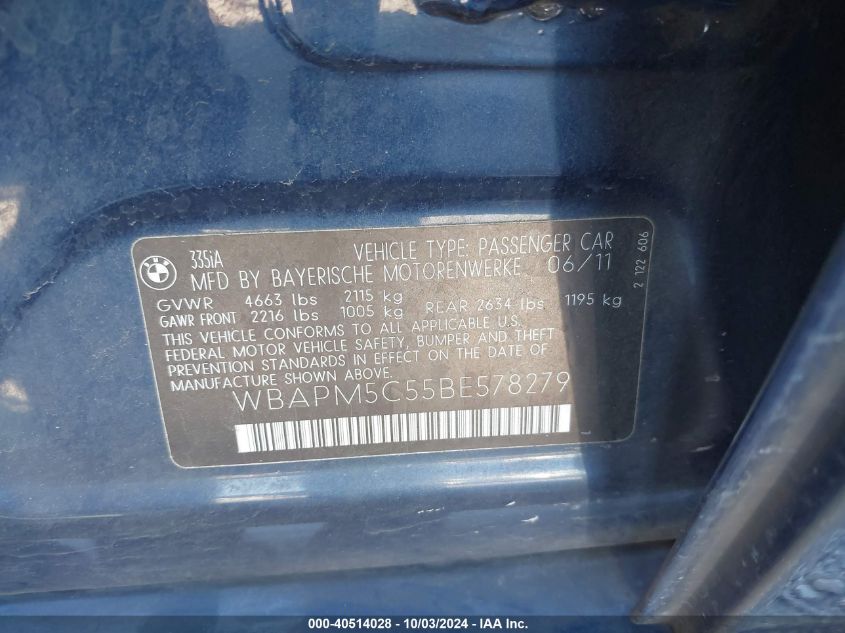 BMW
335iA VEHICLE TYPE: PASSENGER CAR
MFD BY BAYERISCHE MOTORENWERKE 06/11
GVWR 4663 lbs 2115 kg
GAWR FRONT 2216 lbs 1005 kg REAR 2634 lbs 1195 kg
THIS VEHICLE CONFORMS TO ALL APPLICABLE U.S.
FEDERAL MOTOR VEHICLE SAFETY, BUMPER AND THEFT
PREVENTION STANDARDS IN EFFECT ON THE DATE OF
MANUFACTURE SHOWN ABOVE.
WBAPM5C55BE578279
2 122 606
000-40514028 - 10/03/2024 - IAA Inc.